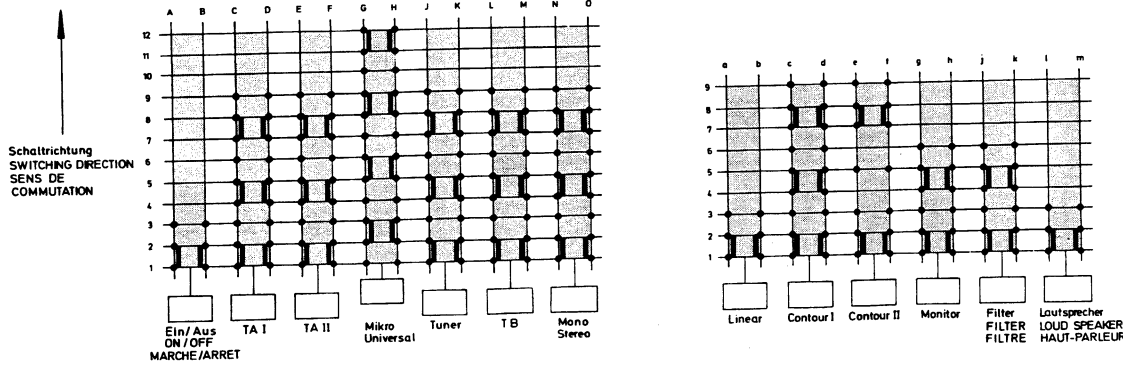 A B C D E F G H J K L M N O
12
11
10
9
8
7
6
5
4
3
2
1
Schaltrichtung
SWITCHING DIRECTION
SENS DE
COMMUTATION
Ein/Aus
ON/OFF
MARCHE/ARRET
TA I
TA II
Mikro
Universal
Tuner
TB
Mono
Stereo
a b c d e f g h j k l m
9
8
7
6
5
4
3
2
1
Linear
Contour I
Contour II
Monitor
Filter
FILTER
FILTRE
Lautsprecher
LOUD SPEAKER
HAUT-PARLEUR